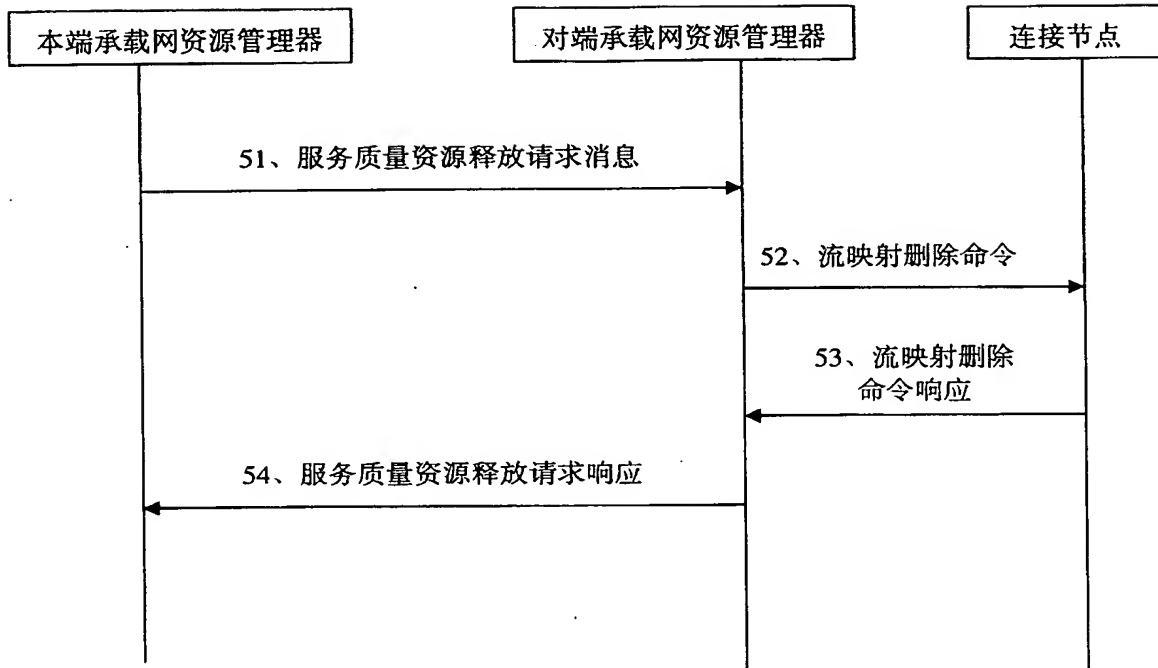 本端承载网资源管理器
对端承载网资源管理器
连接节点
51、服务质量资源释放请求消息
52、流映射删除命令
53、流映射删除
命令响应
54、服务质量资源释放请求响应